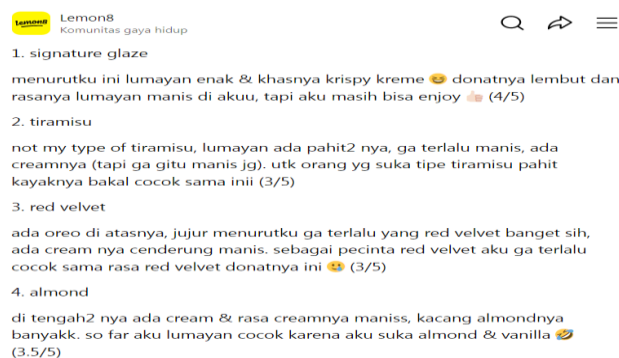 Lemon8
Lemon8
Komunitas gaya hidup
1. signature glaze
menurutku ini lumayan enak & khasnya krispy kreme 😆 donatnya lembut dan
rasanya lumayan manis di akuu, tapi aku masih bisa enjoy 👍🏻 (4/5)
2. tiramisu
not my type of tiramisu, lumayan ada pahit2 nya, ga terlalu manis, ada
creamnya (tapi ga gitu manis jg). utk orang yg suka tipe tiramisu pahit
kayaknya bakal cocok sama inii (3/5)
3. red velvet
ada oreo di atasnya, jujur menurutku ga terlalu yang red velvet banget sih,
ada cream nya cenderung manis. sebagai pecinta red velvet aku ga terlalu
cocok sama rasa red velvet donatnya ini 🥲 (3/5)
4. almond
di tengah2 nya ada cream & rasa creamnya maniss, kacang almondnya
banyakk. so far aku lumayan cocok karena aku suka almond & vanilla 🤣
(3.5/5)